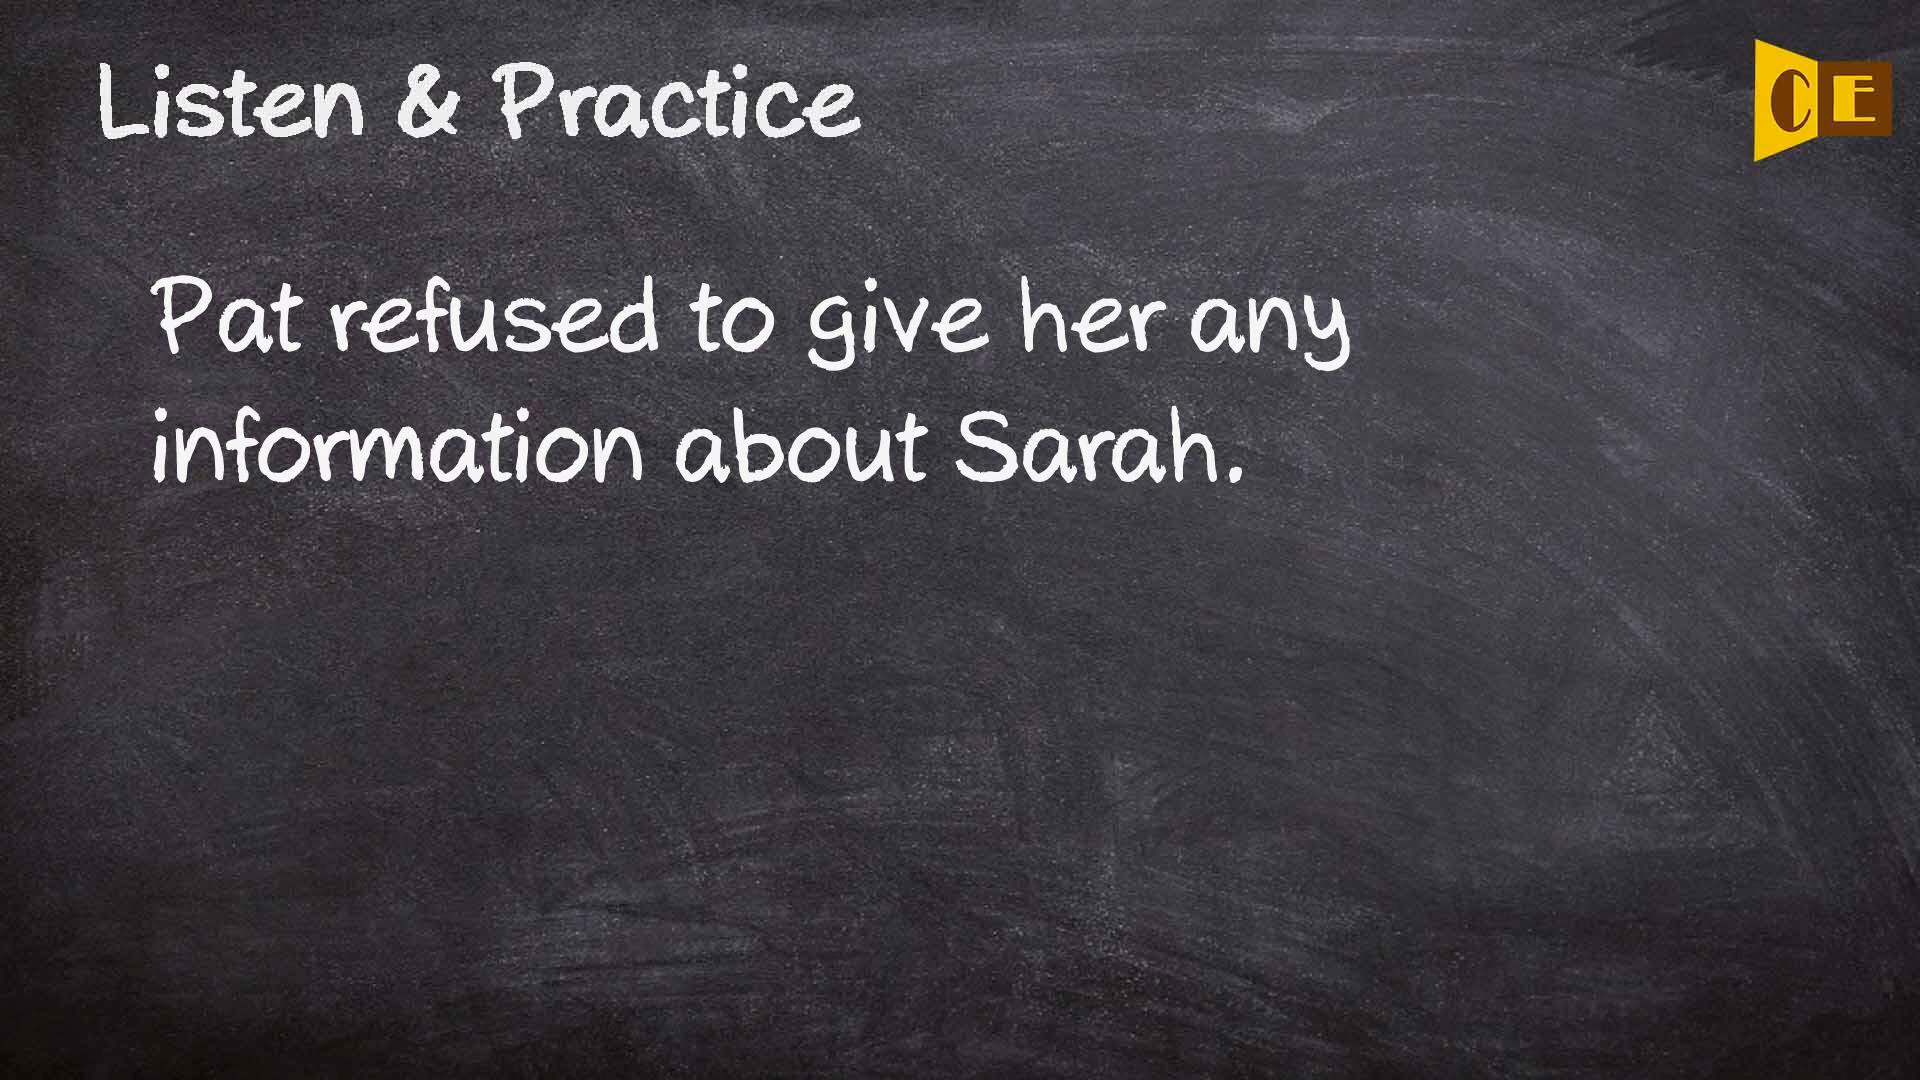 Listen & Practice
CE
Pat refused to give her any
information about Sarah.